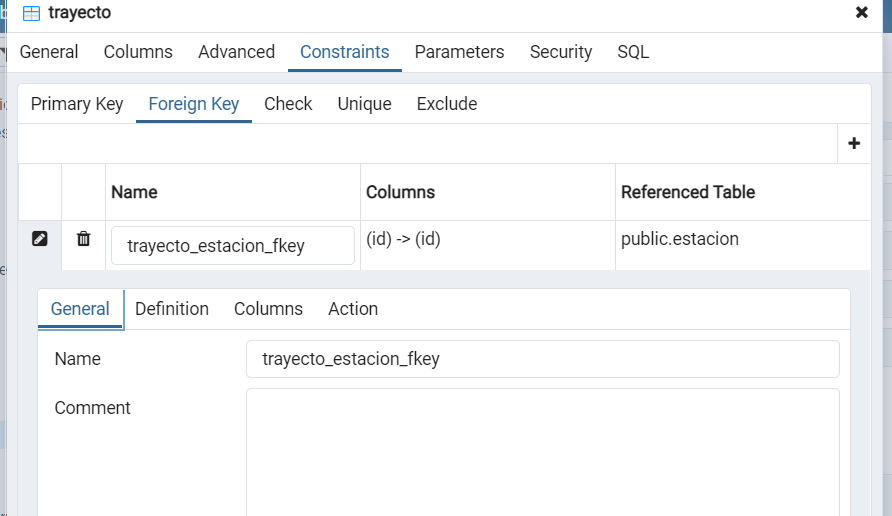 trayecto
General Columns Advanced Constraints Parameters Security SQL
Primary Key Foreign Key Check Unique Exclude
Name Columns Referenced Table
trayecto_estacion_fkey (id) -> (id) public.estacion
General Definition Columns Action
Name trayecto_estacion_fkey
Comment